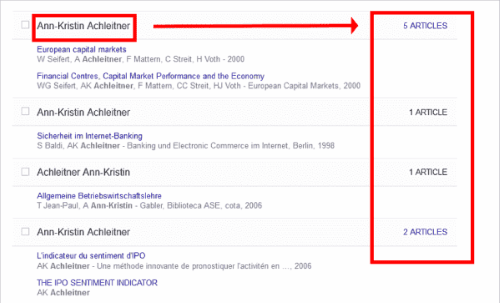 Ann-Kristin Achleitner 5 ARTICLES
European capital markets
W Seifert, A Achleitner, F Mattern, C Streit, H Voth - 2000
Financial Centres, Capital Market Performance and the Economy
WG Seifert, AK Achleitner, F Mattern, CC Streit, HJ Voth - European Capital Markets, 2000
Ann-Kristin Achleitner 1 ARTICLE
Sicherheit im Internet-Banking
S Baldi, AK Achleitner - Banking und Electronic Commerce im Internet, Berlin, 1998
Achleitner Ann-Kristin 1 ARTICLE
Allgemeine Betriebswirtschaftslehre
T Jean-Paul, A Ann-Kristin - Gabler, Biblioteca ASE, cota, 2006
Ann-Kristin Achleitner 2 ARTICLES
L'indicateur du sentiment d'IPO
AK Achleitner - Une méthode innovante de pronostiquer l'activitén en ..., 2006
THE IPO SENTIMENT INDICATOR
AK Achleitner